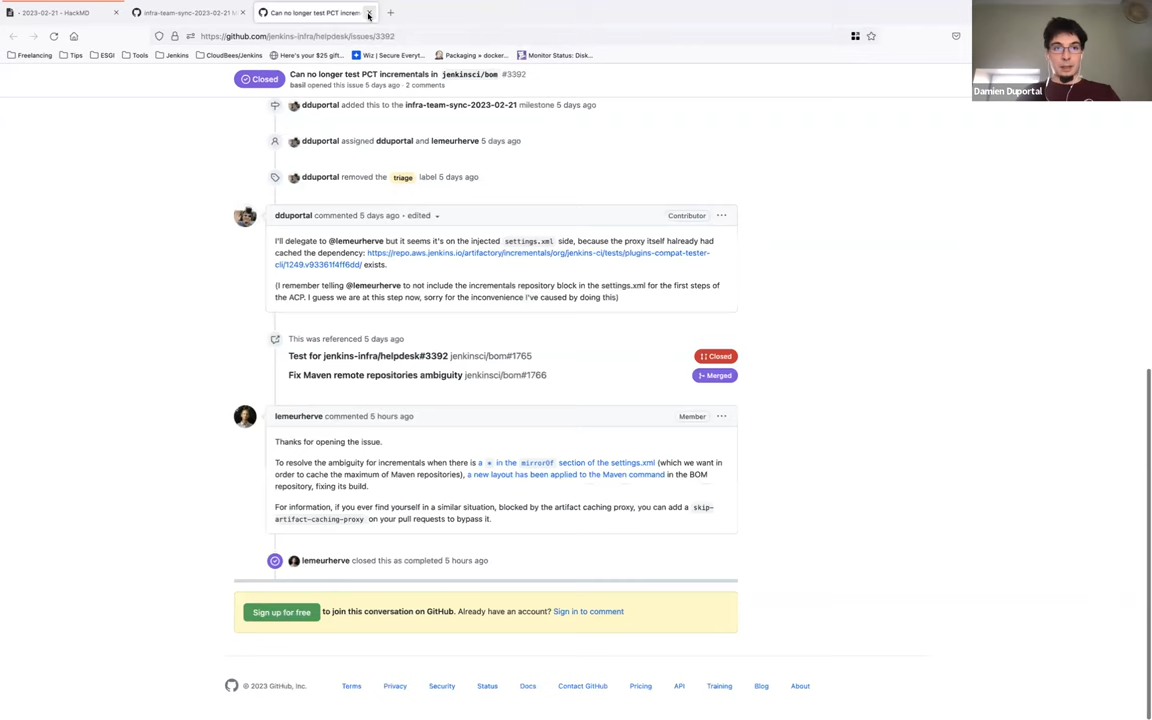 - 2023-02-21 - HackMD
infra-team-sync-2023-02-21 M
Can no longer test PCT increm
https://github.com/jenkins-infra/helpdesk/issues/3392
Freelancing
Tips
ESGI
Tools
Jenkins
CloudBees/Jenkins
Here's your $25 gift...
Wiz | Secure Everyt...
Packaging » docker...
Monitor Status: Disk...
Damien Duportal
Closed
Can no longer test PCT incrementals in jenkinsci/bom #3392
basil opened this issue 5 days ago · 2 comments
dduportal added this to the infra-team-sync-2023-02-21 milestone 5 days ago
dduportal assigned dduportal and lemeurherve 5 days ago
dduportal removed the triage label 5 days ago
dduportal commented 5 days ago • edited
Contributor
I'll delegate to @lemeurherve but it seems it's on the injected settings.xml side, because the proxy itself halready had
cached the dependency: https://repo.aws.jenkins.io/artifactory/incrementals/org/jenkins-ci/tests/plugins-compat-tester-
cli/1249.v93361f4ff6dd/ exists.
(I remember telling @lemeurherve to not include the incrementals repository block in the settings.xml for the first steps of
the ACP. I guess we are at this step now, sorry for the inconvenience I've caused by doing this)
This was referenced 5 days ago
Test for jenkins-infra/helpdesk#3392 jenkinsci/bom#1765
Closed
Fix Maven remote repositories ambiguity jenkinsci/bom#1766
Merged
lemeurherve commented 5 hours ago
Member
Thanks for opening the issue.
To resolve the ambiguity for incrementals when there is a * in the mirrorOf section of the settings.xml (which we want in
order to cache the maximum of Maven repositories), a new layout has been applied to the Maven command in the BOM
repository, fixing its build.
For information, if you ever find yourself in a similar situation, blocked by the artifact caching proxy, you can add a skip-
artifact-caching-proxy on your pull requests to bypass it.
lemeurherve closed this as completed 5 hours ago
Sign up for free to join this conversation on GitHub. Already have an account? Sign in to comment
© 2023 GitHub, Inc.
Terms
Privacy
Security
Status
Docs
Contact GitHub
Pricing
API
Training
Blog
About